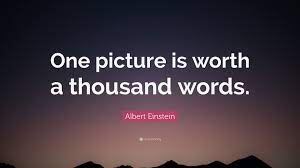 One picture is worth
a thousand words.
Albert Einstein